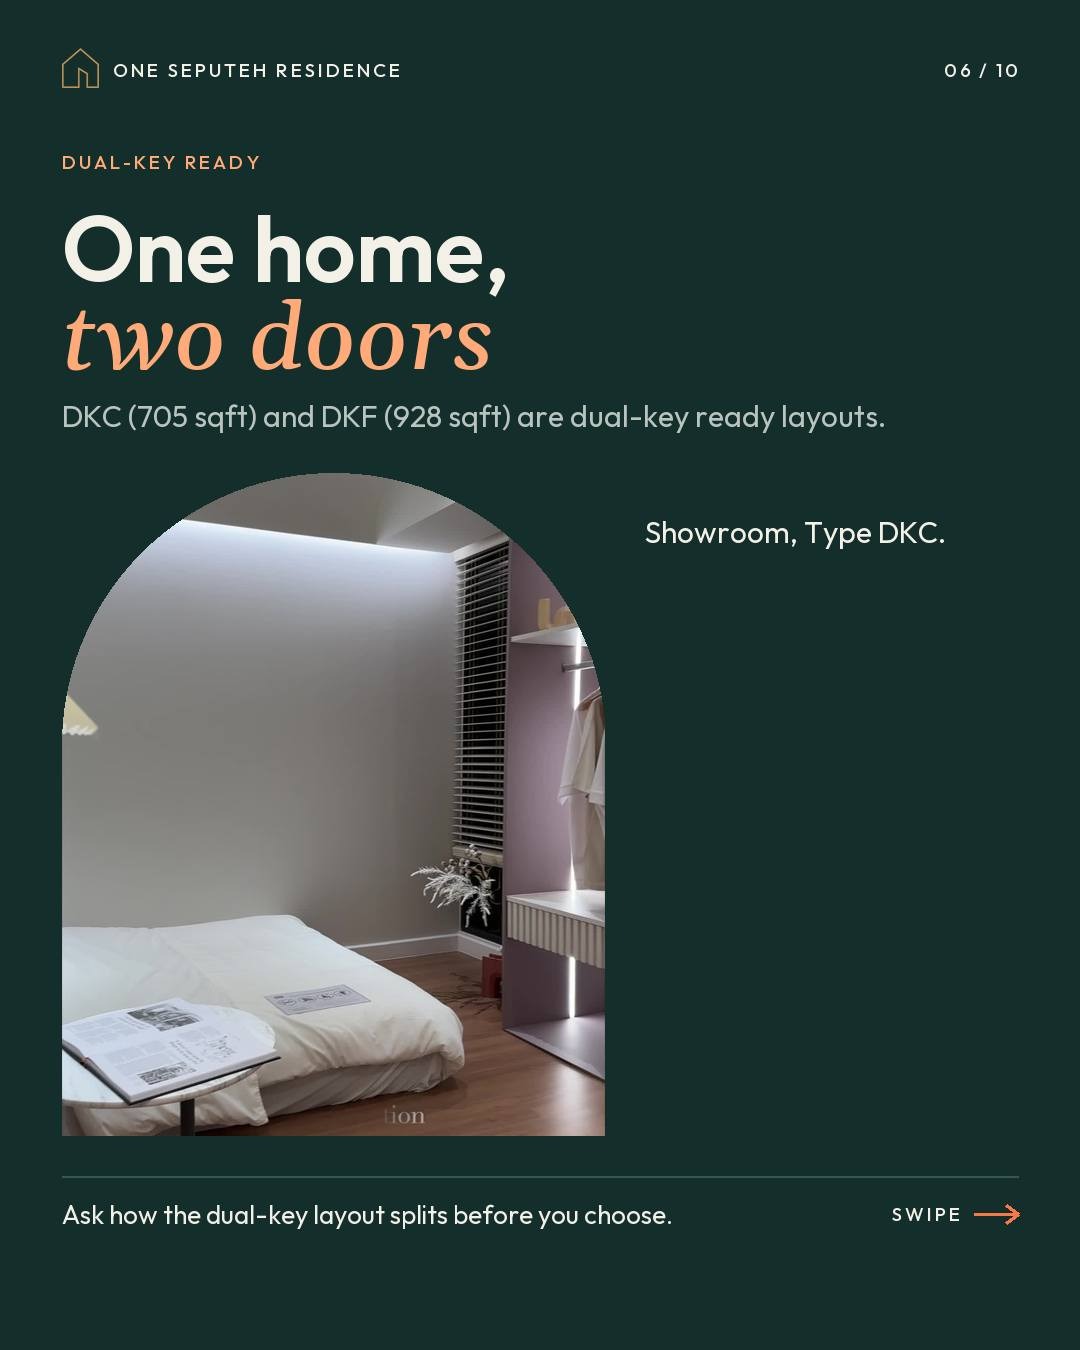 ONE SEPUTEH RESIDENCE
06 / 10
DUAL-KEY READY
One home,
two doors
DKC (705 sqft) and DKF (928 sqft) are dual-key ready layouts.
Showroom, Type DKC.
tion
Ask how the dual-key layout splits before you choose.
SWIPE